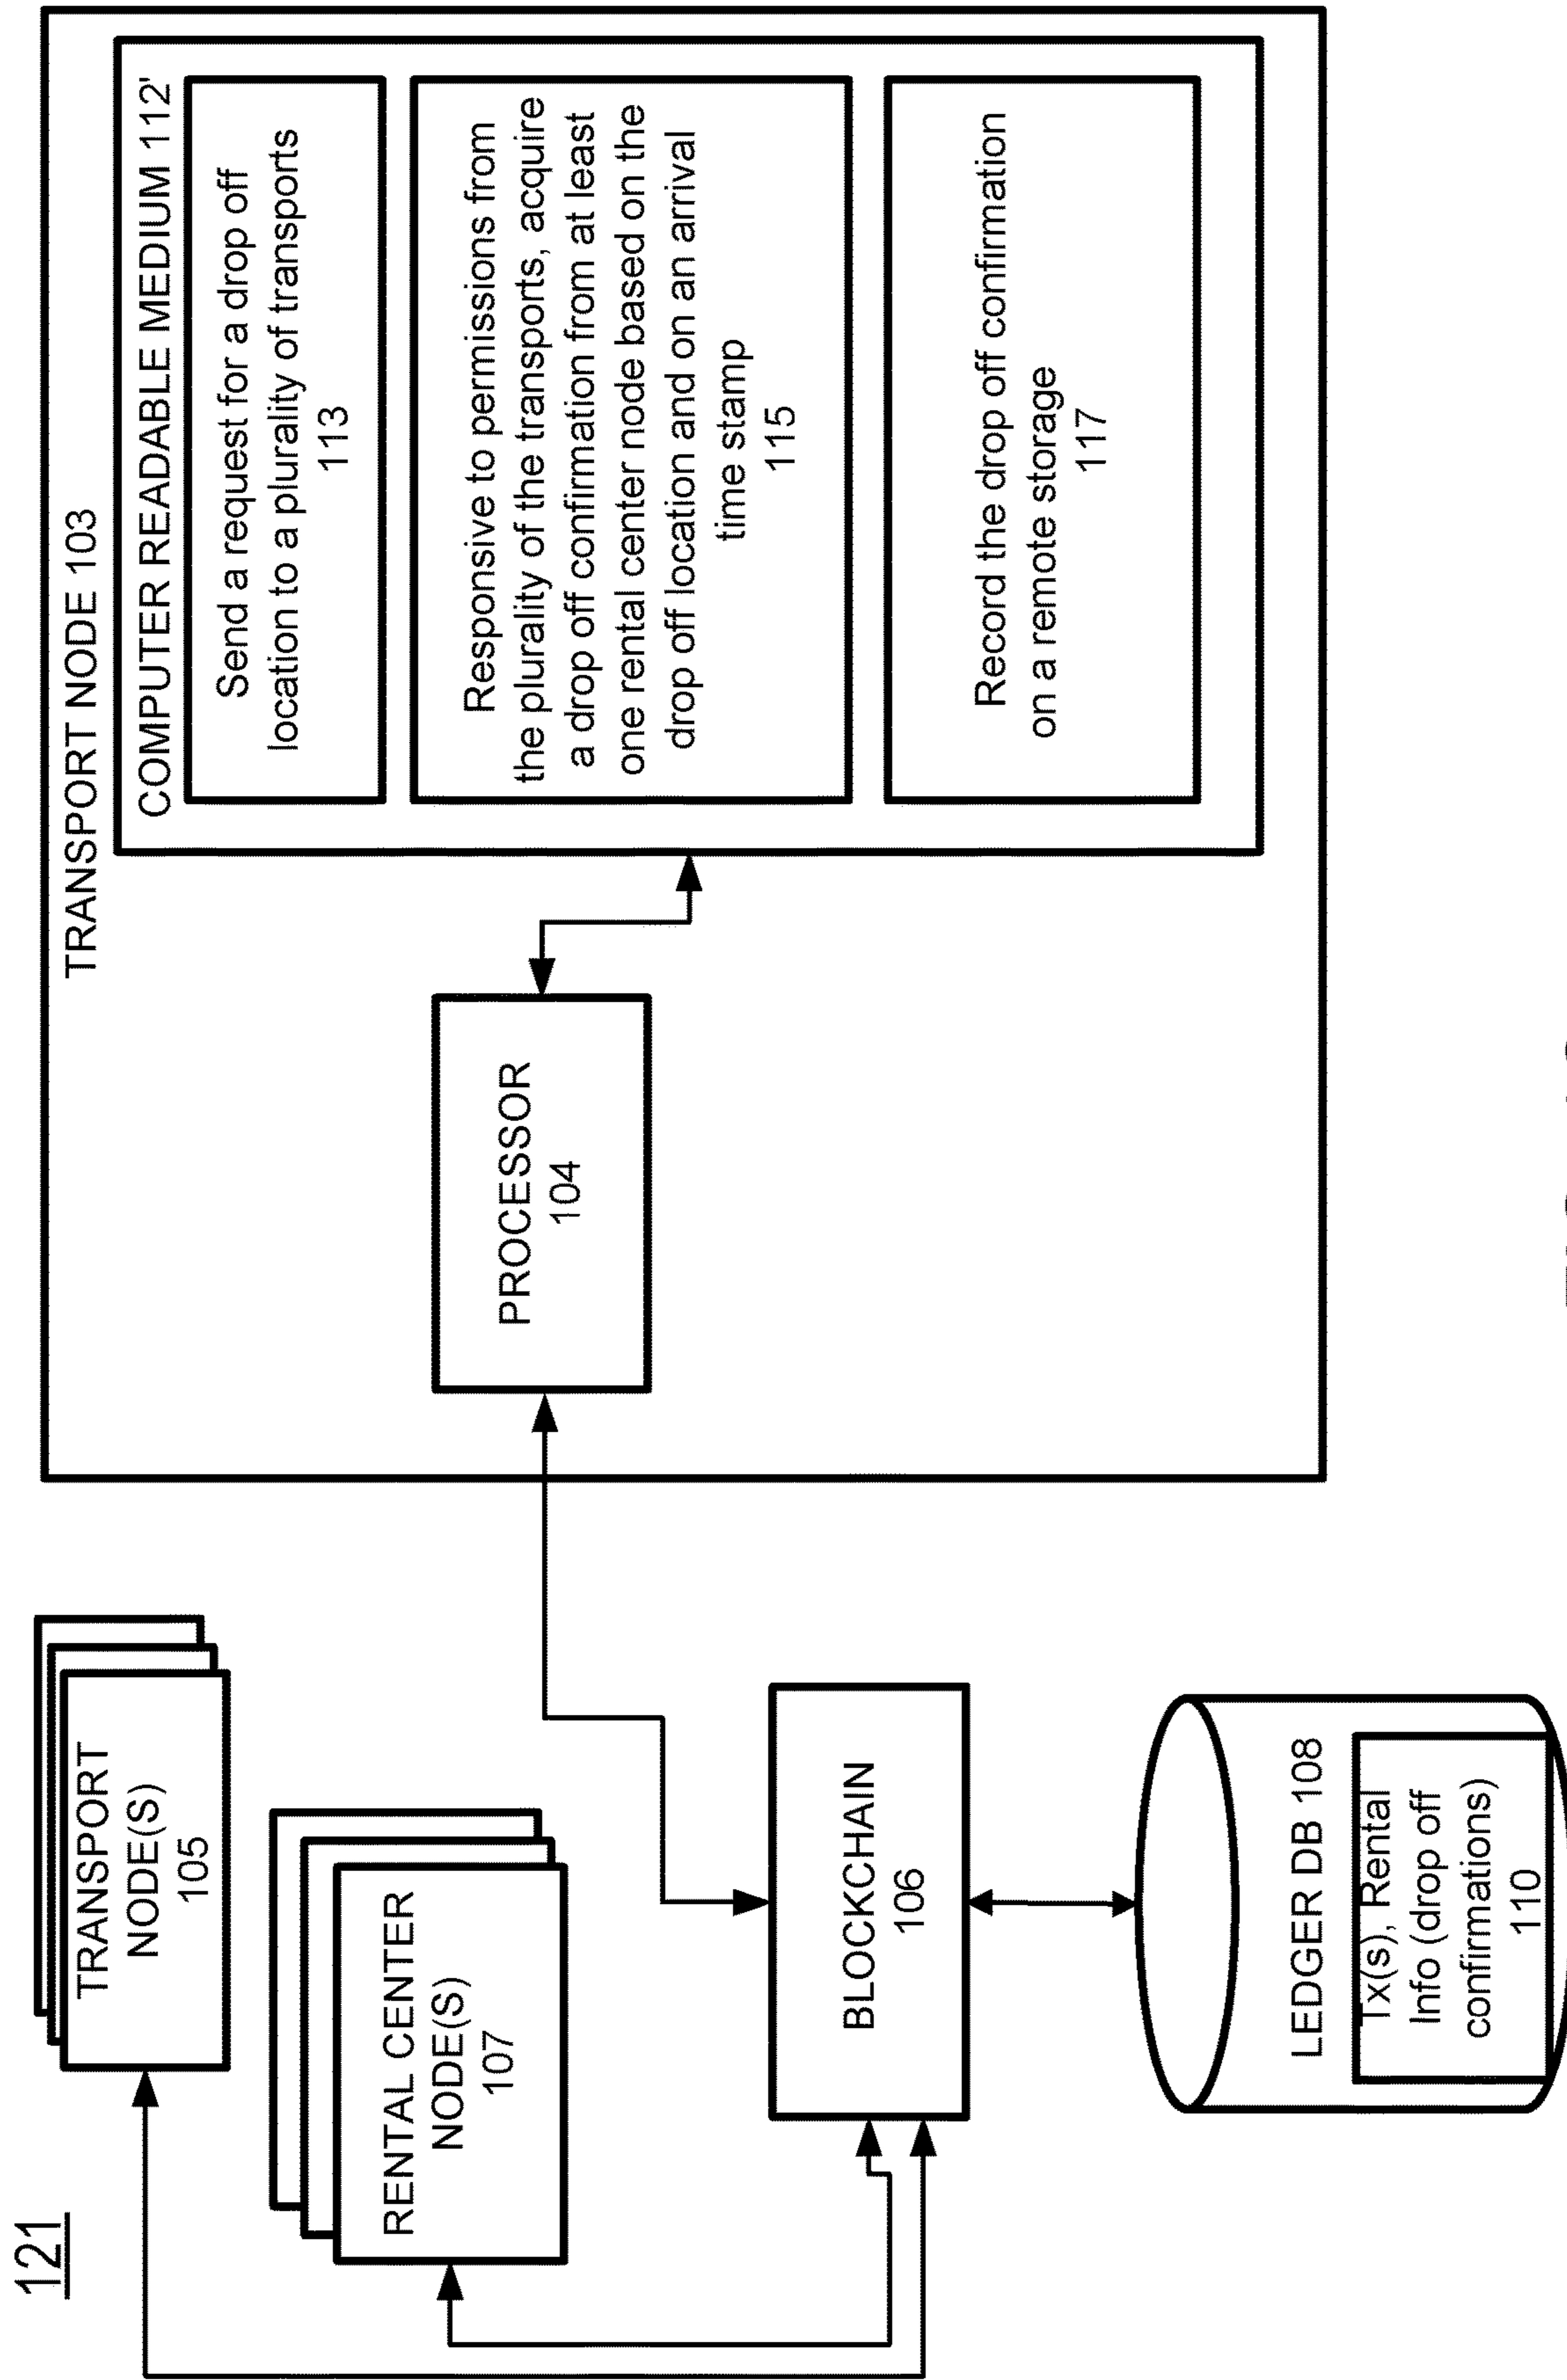 121
TRANSPORT
NODE(S)
105
RENTAL CENTER
NODE(S)
107
BLOCKCHAIN
106
LEDGER DB 108
Tx(s), Rental
Info (drop off
confirmations)
110
TRANSPORT NODE 103
PROCESSOR
104
COMPUTER READABLE MEDIUM 112'
Send a request for a drop off
location to a plurality of transports
113
Responsive to permissions from
the plurality of the transports, acquire
a drop off confirmation from at least
one rental center node based on the
drop off location and on an arrival
time stamp
115
Record the drop off confirmation
on a remote storage
117